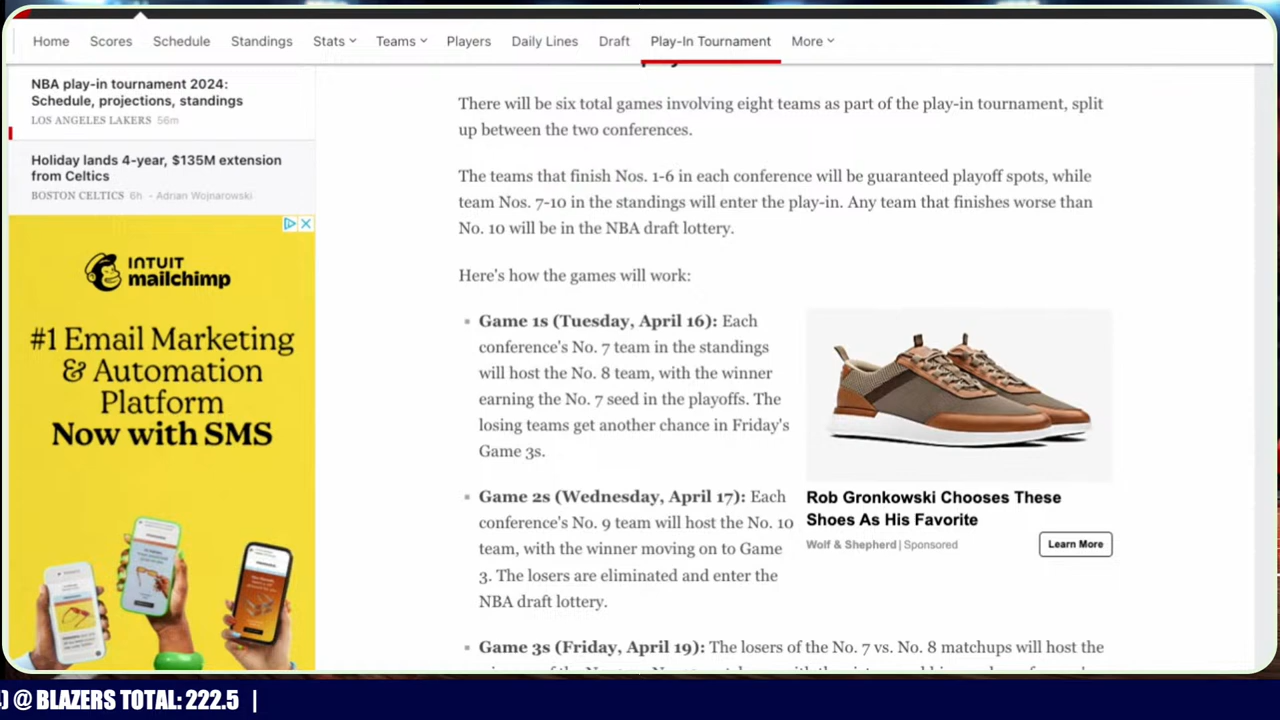 Home Scores Schedule Standings Stats Teams Players Daily Lines Draft Play-In Tournament More
NBA play-in tournament 2024:
Schedule, projections, standings
LOS ANGELES LAKERS 56m
Holiday lands 4-year, $135M extension
from Celtics
BOSTON CELTICS 6h - Adrian Wojnarowski
INTUIT
mailchimp
#1 Email Marketing
& Automation
Platform
Now with SMS
There will be six total games involving eight teams as part of the play-in tournament, split
up between the two conferences.
The teams that finish Nos. 1-6 in each conference will be guaranteed playoff spots, while
team Nos. 7-10 in the standings will enter the play-in. Any team that finishes worse than
No. 10 will be in the NBA draft lottery.
Here's how the games will work:
Game 1s (Tuesday, April 16): Each
conference's No. 7 team in the standings
will host the No. 8 team, with the winner
earning the No. 7 seed in the playoffs. The
losing teams get another chance in Friday's
Game 3s.
Game 2s (Wednesday, April 17): Each
conference's No. 9 team will host the No. 10
team, with the winner moving on to Game
3. The losers are eliminated and enter the
NBA draft lottery.
Game 3s (Friday, April 19): The losers of the No. 7 vs. No. 8 matchups will host the
Rob Gronkowski Chooses These
Shoes As His Favorite
Wolf & Shepherd | Sponsored
Learn More
) @ BLAZERS TOTAL: 222.5 |